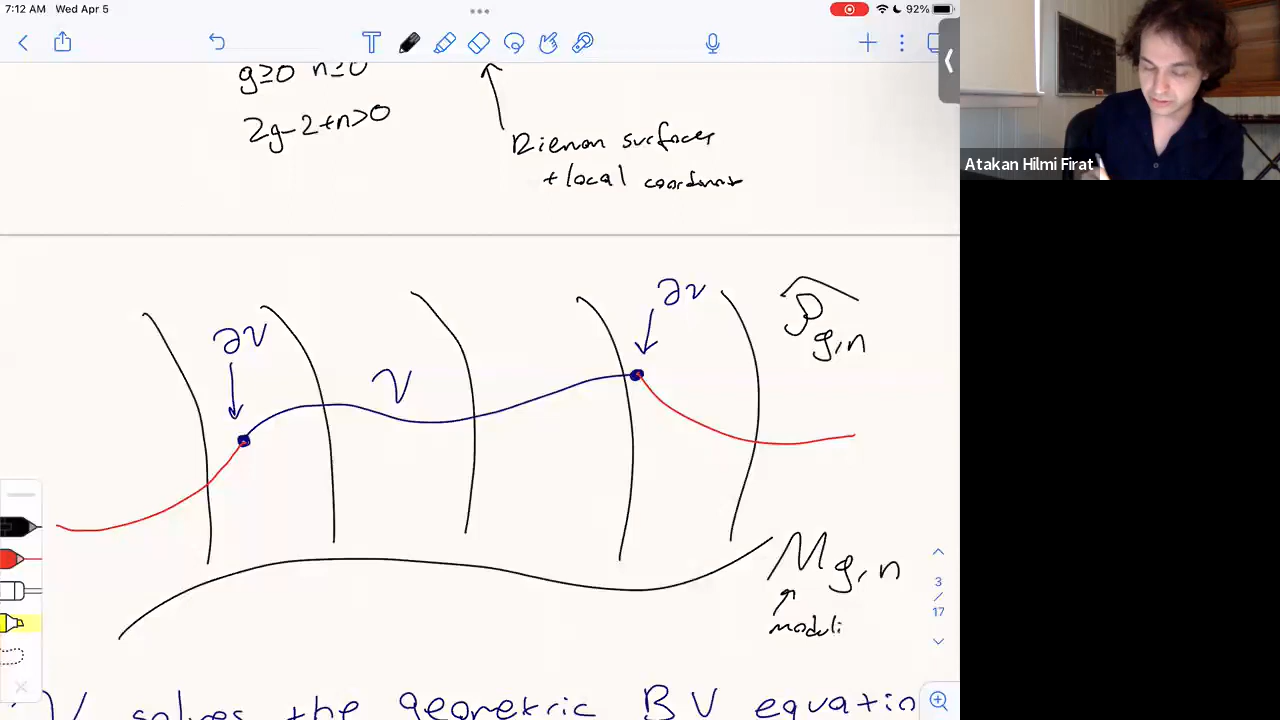 7:12 AM Wed Apr 5
92%
g≥0 n≥0
2g-2+n>0
Rieman surfaces
+ local coordinat
Atakan Hilmi Firat
∂V
V
∂V
P̂g,n
Mg,n
moduli
3
/
17
V solves the geometric BV equation